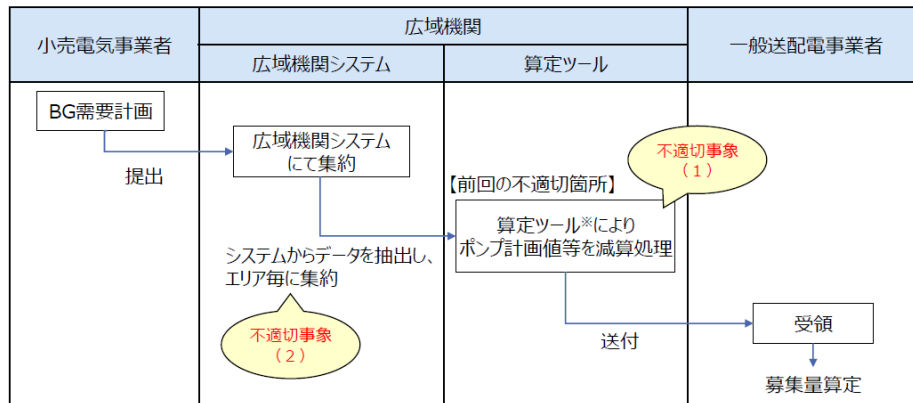 小売電気事業者
広域機関
一般送配電事業者
広域機関システム
算定ツール
BG需要計画
提出
広域機関システム
にて集約
不適切事象
（1）
【前回の不適切箇所】
算定ツール※により
ポンプ計画値等を減算処理
システムからデータを抽出し、
エリア毎に集約
不適切事象
（2）
送付
受領
募集量算定